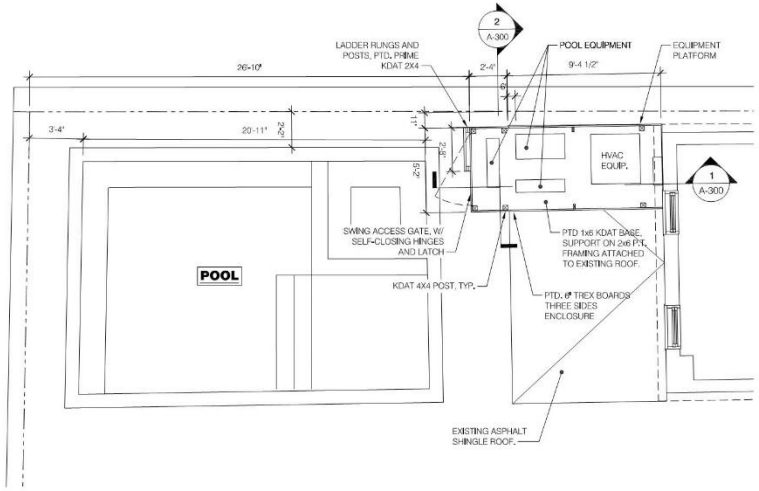 2
A-300
LADDER RUNGS AND
POSTS, PTD. PRIME
KDAT 2X4
POOL EQUIPMENT
EQUIPMENT
PLATFORM
26'-10"
2'-4"
9'-4 1/2"
3'-4"
20'-11"
2'-2"
11"
2'-8"
5'-2"
HVAC
EQUIP.
1
A-300
SWING ACCESS GATE, W/
SELF-CLOSING HINGES
AND LATCH
PTD 1x6 KDAT BASE,
SUPPORT ON 2x6 P.T.
FRAMING ATTACHED
TO EXISTING ROOF.
POOL
KDAT 4X4 POST, TYP.
PTD. 6" TREX BOARDS
THREE SIDES
ENCLOSURE
EXISTING ASPHALT
SHINGLE ROOF.